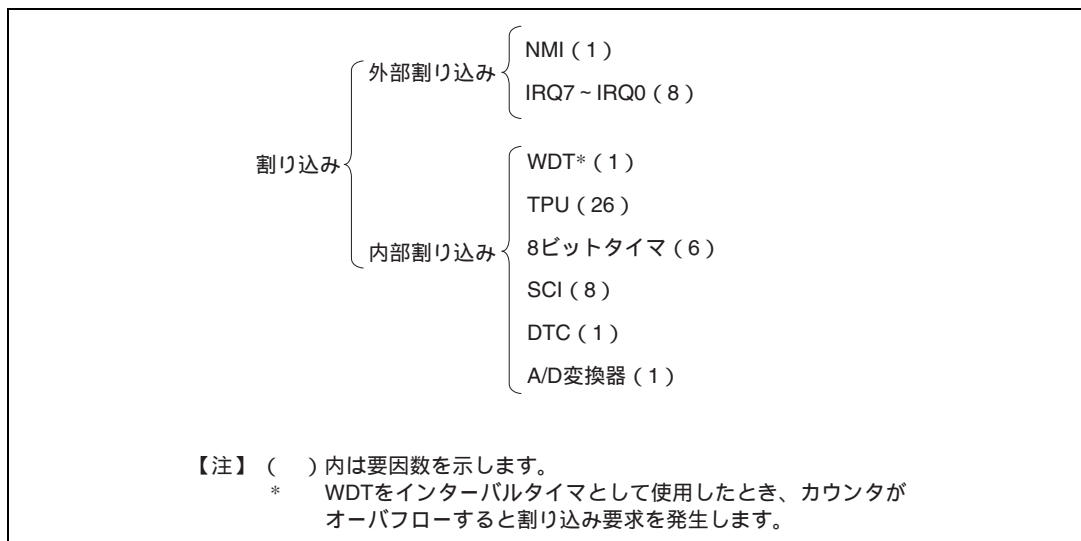 割り込み
外部割り込み
NMI ( 1 )
IRQ7 ~ IRQ0 ( 8 )
内部割り込み
WDT* ( 1 )
TPU ( 26 )
8ビットタイマ ( 6 )
SCI ( 8 )
DTC ( 1 )
A/D変換器 ( 1 )
【注】 (　) 内は要因数を示します。
* WDTをインターバルタイマとして使用したとき、カウンタが
オーバフローすると割り込み要求を発生します。